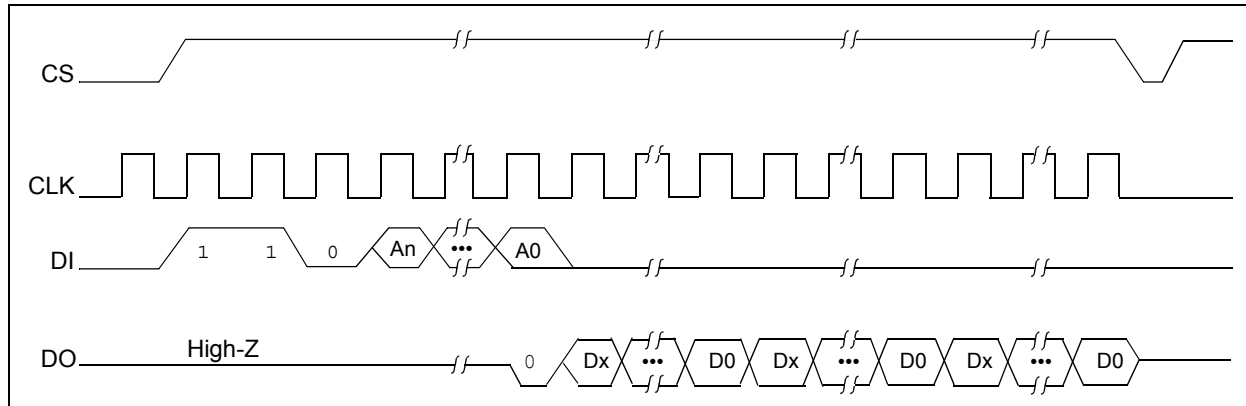 CS
CLK
DI 1 1 0 An ••• A0
High-Z
DO 0 Dx ••• D0 Dx ••• D0 Dx ••• D0